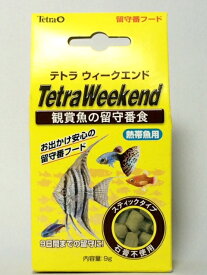 Tetra
留守番フード
テトラ ウィークエンド
TetraWeekend
観賞魚の留守番食
熱帯魚用
お出かけ安心の
留守番フード
スティックタイプ
石膏不使用
9日間までの留守に!
内容量:9g